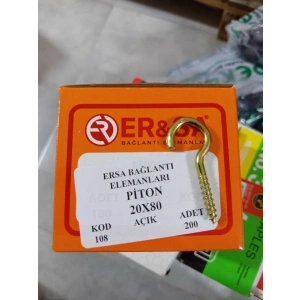 ER&SA
BAĞLANTI ELEMANLARI
ERSA BAĞLANTI
ELEMANLARI
PİTON
20X80
KOD AÇIK ADET
108 200